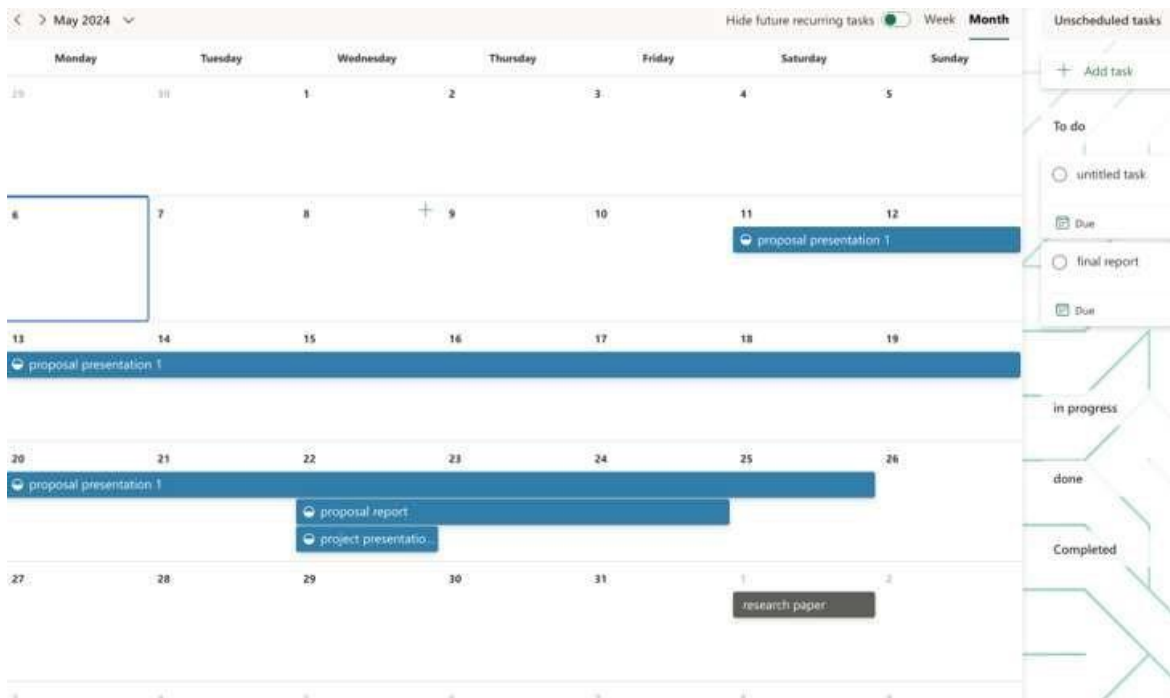 May 2024
Hide future recurring tasks Week Month
Unscheduled tasks
Monday Tuesday Wednesday Thursday Friday Saturday Sunday
Add task
29 30 1 2 3 4 5
To do
untitled task
6 7 8 9 10 11 12
Due
proposal presentation 1
final report
Due
13 14 15 16 17 18 19
proposal presentation 1
in progress
20 21 22 23 24 25 26
proposal presentation 1
done
proposal report
project presentatio...
Completed
27 28 29 30 31 1 2
research paper